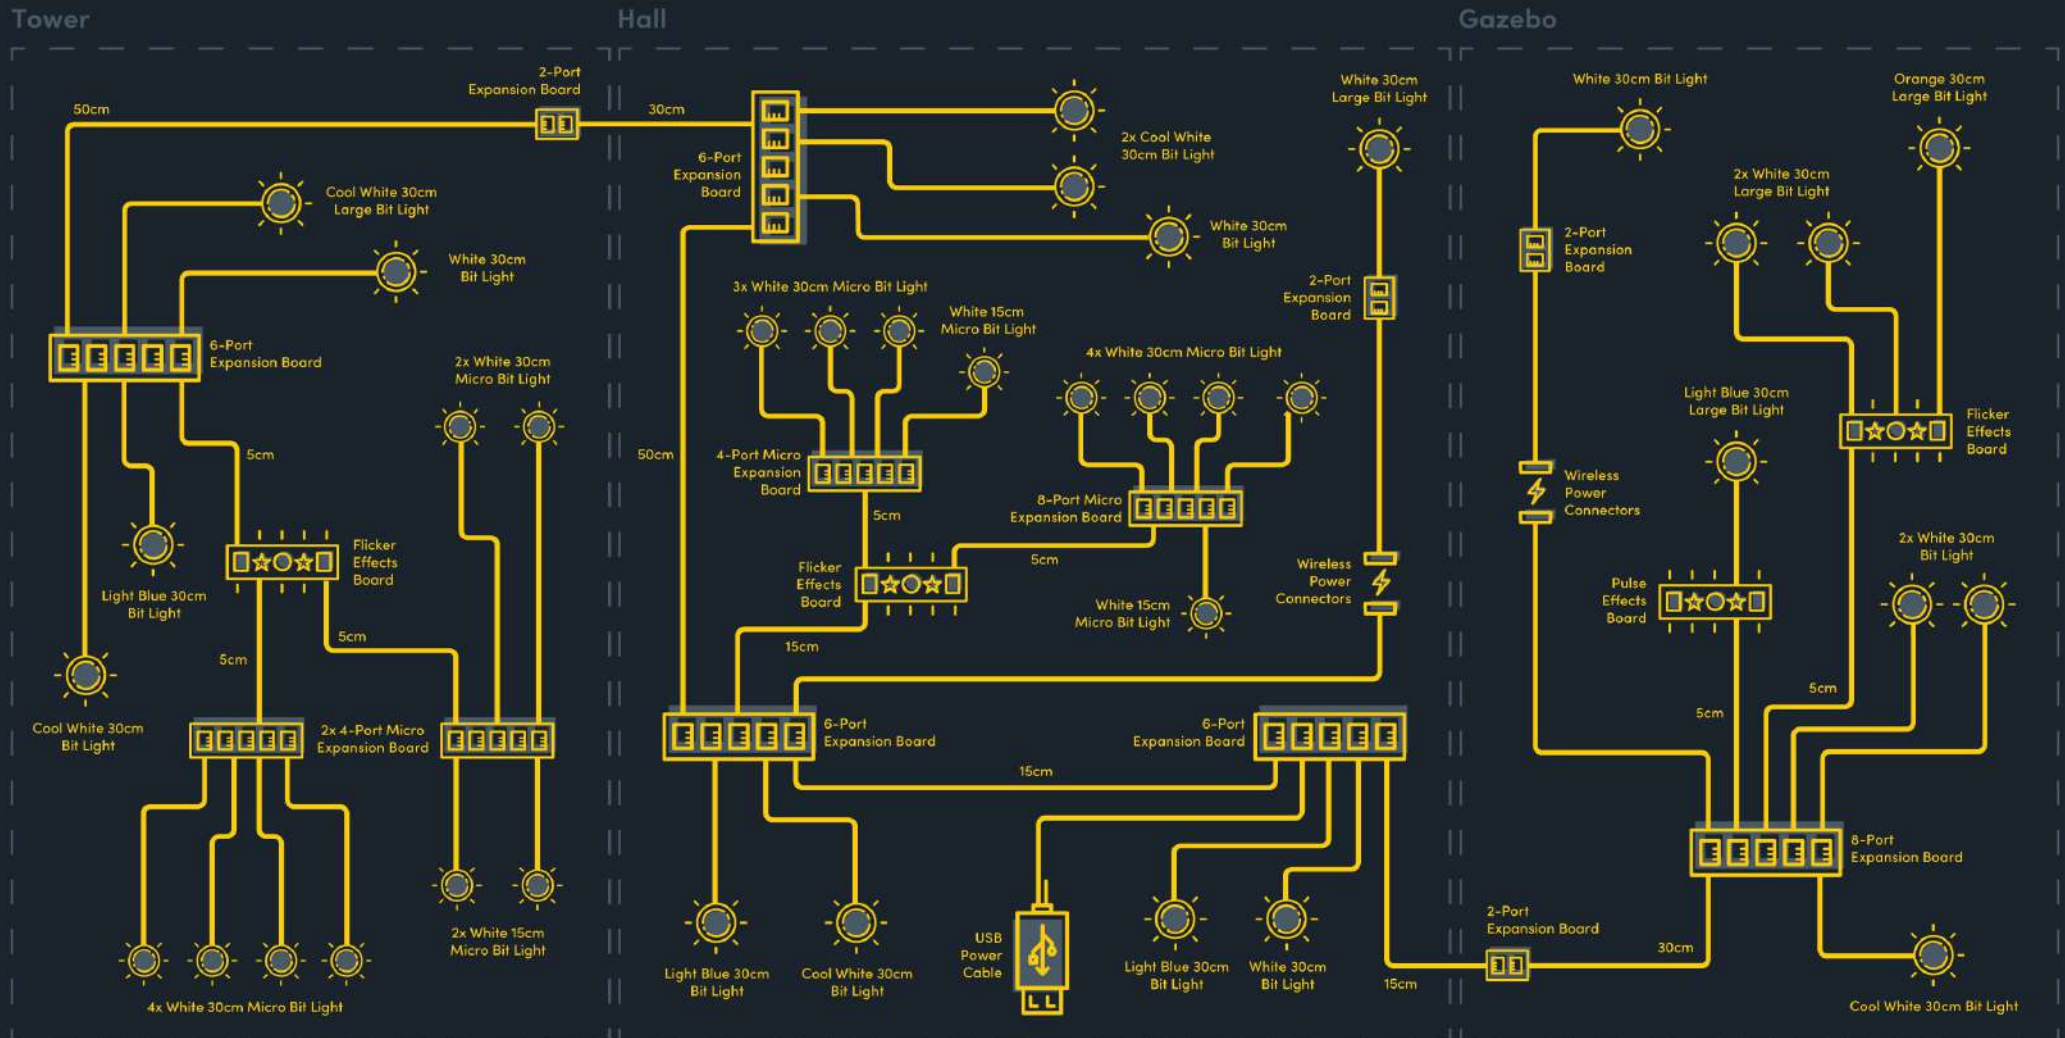 Tower
2-Port
Expansion Board
50cm
Cool White 30cm
Large Bit Light
White 30cm
Bit Light
6-Port
Expansion Board
2x White 30cm
Micro Bit Light
5cm
Flicker
Effects
Board
Light Blue 30cm
Bit Light
5cm
5cm
Cool White 30cm
Bit Light
2x 4-Port Micro
Expansion Board
2x White 15cm
Micro Bit Light
4x White 30cm Micro Bit Light
Hall
30cm
6-Port
Expansion
Board
2x Cool White
30cm Bit Light
White 30cm
Bit Light
White 30cm
Large Bit Light
2-Port
Expansion
Board
3x White 30cm Micro Bit Light
White 15cm
Micro Bit Light
4x White 30cm Micro Bit Light
50cm
4-Port Micro
Expansion
Board
8-Port Micro
Expansion Board
5cm
5cm
Flicker
Effects
Board
White 15cm
Micro Bit Light
Wireless
Power
Connectors
15cm
6-Port
Expansion Board
6-Port
Expansion Board
15cm
Light Blue 30cm
Bit Light
Cool White 30cm
Bit Light
USB
Power
Cable
Light Blue 30cm
Bit Light
White 30cm
Bit Light
15cm
Gazebo
White 30cm Bit Light
Orange 30cm
Large Bit Light
2x White 30cm
Large Bit Light
2-Port
Expansion
Board
Light Blue 30cm
Large Bit Light
Flicker
Effects
Board
Wireless
Power
Connectors
2x White 30cm
Bit Light
Pulse
Effects
Board
5cm
5cm
8-Port
Expansion Board
2-Port
Expansion Board
30cm
Cool White 30cm Bit Light